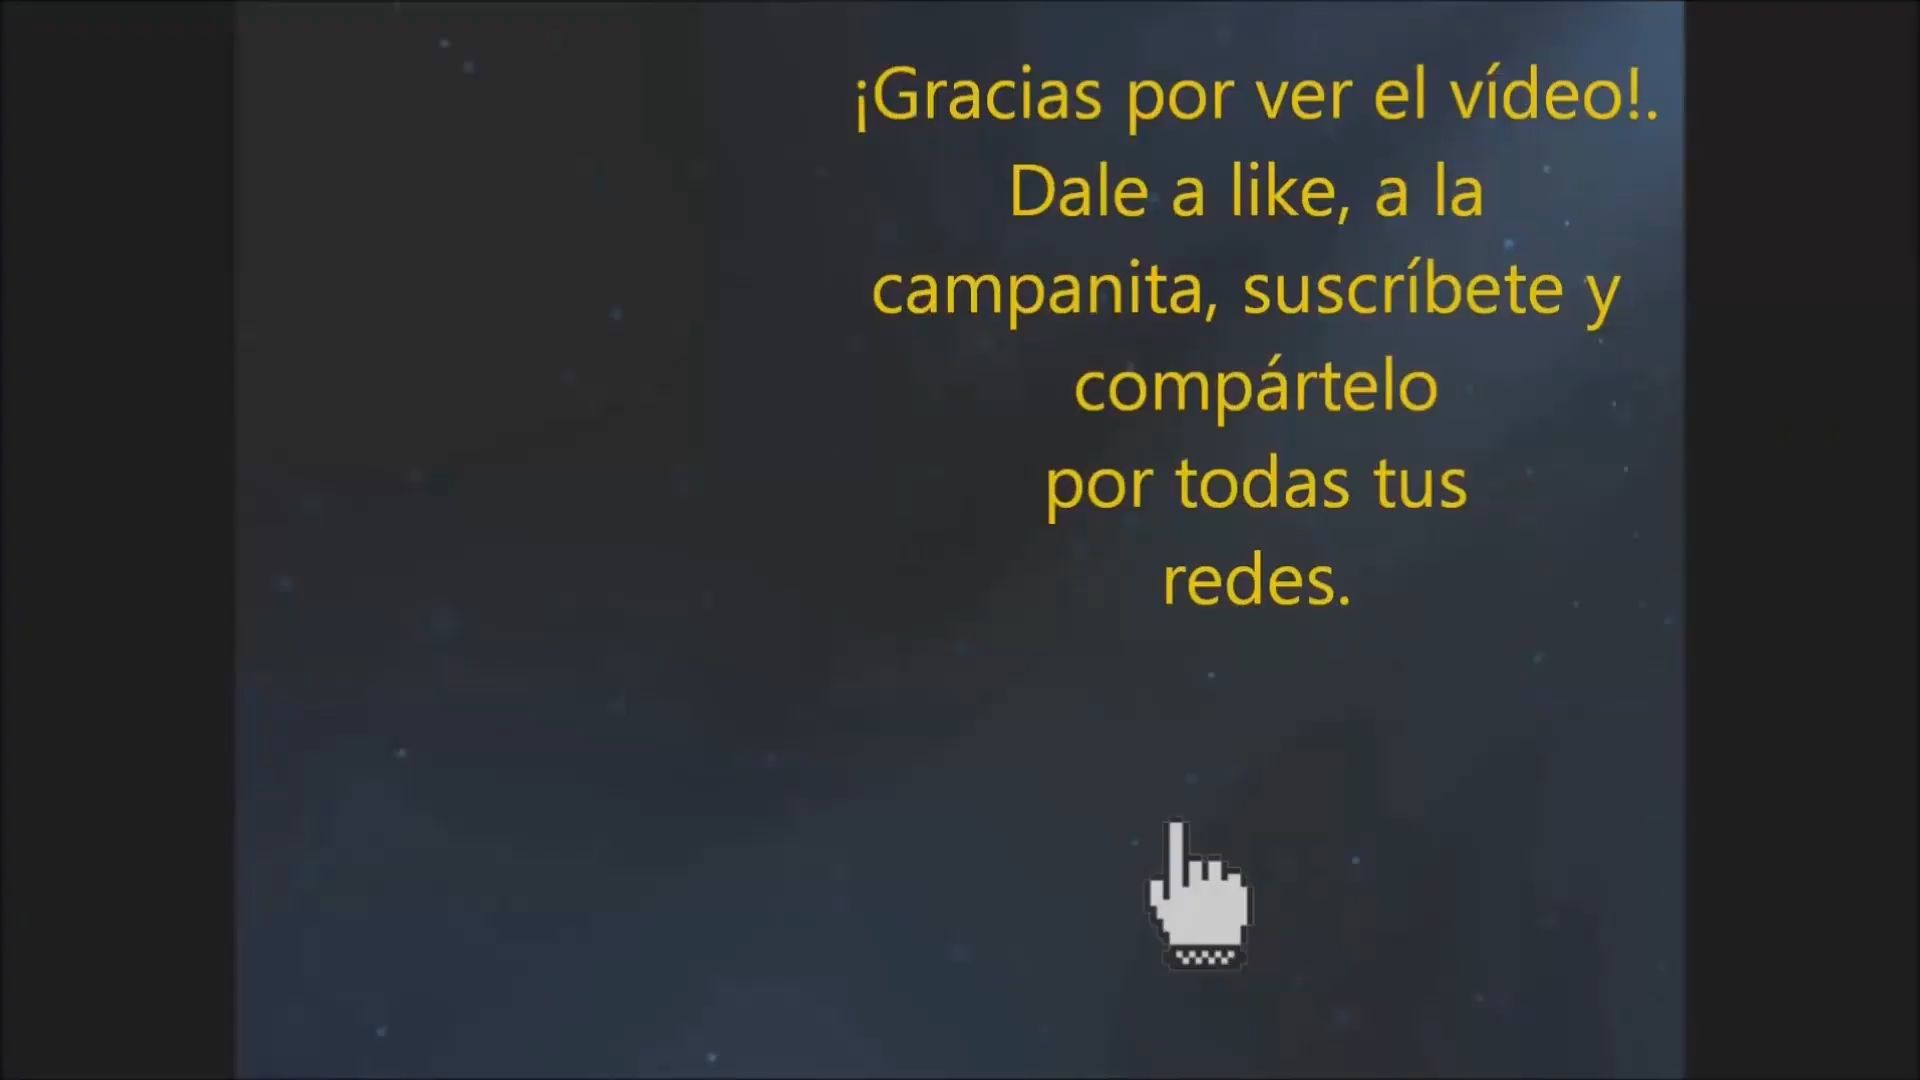 ¡Gracias por ver el vídeo!.
Dale a like, a la
campanita, suscríbete y
compártelo
por todas tus
redes.